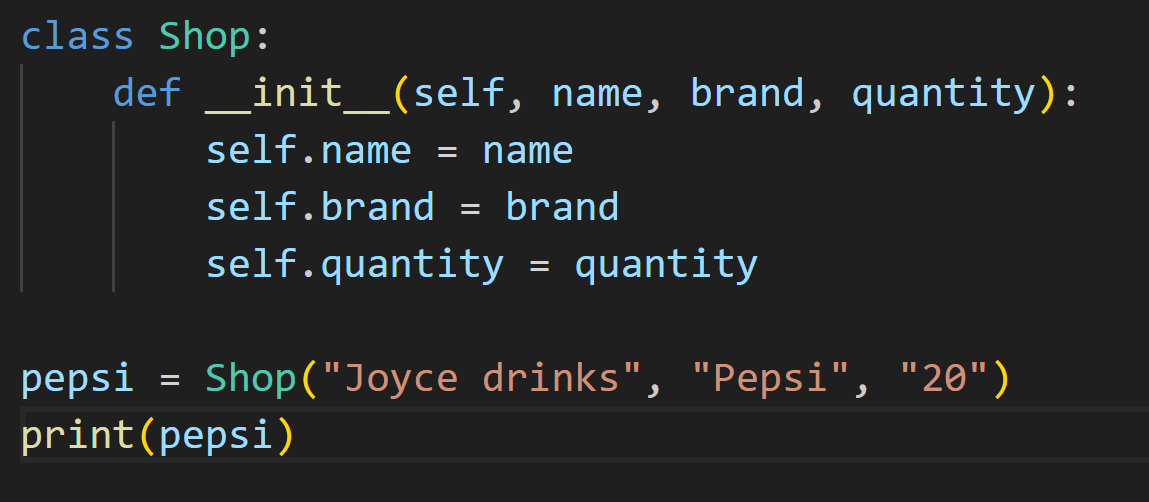 class Shop:
    def __init__(self, name, brand, quantity):
        self.name = name
        self.brand = brand
        self.quantity = quantity

pepsi = Shop("Joyce drinks", "Pepsi", "20")
print(pepsi)